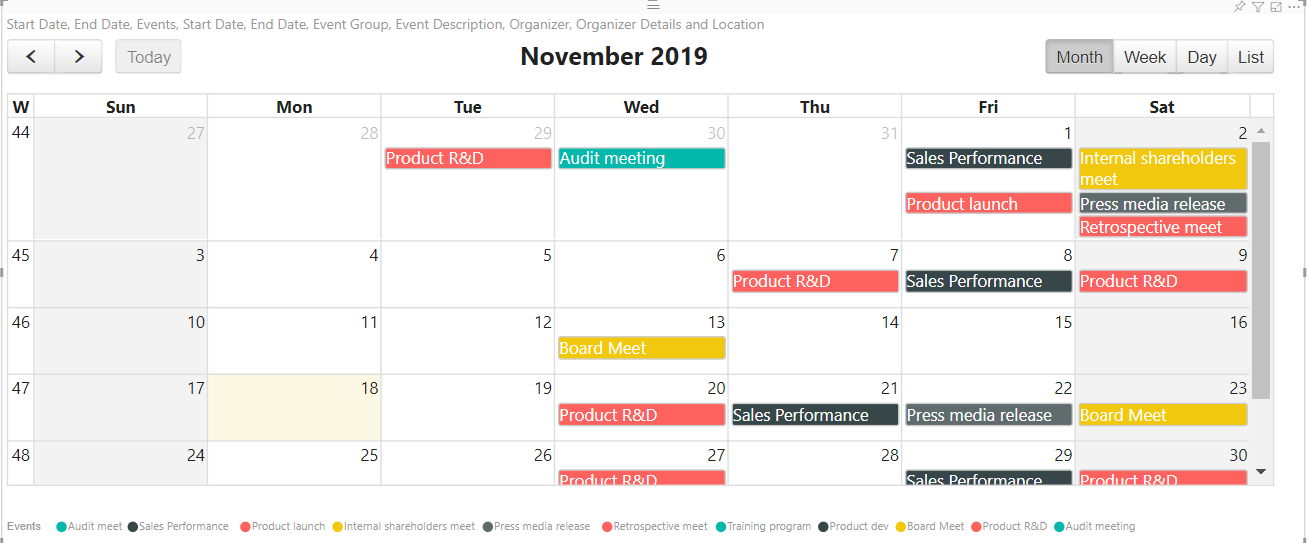 Start Date, End Date, Events, Start Date, End Date, Event Group, Event Description, Organizer, Organizer Details and Location
Today
November 2019
Month Week Day List
W Sun Mon Tue Wed Thu Fri Sat
44 27 28 29 30 31 1 2
Product R&D Audit meeting Sales Performance Internal shareholders
meet
Product launch Press media release
Retrospective meet
45 3 4 5 6 7 8 9
Product R&D Sales Performance Product R&D
46 10 11 12 13 14 15 16
Board Meet
47 17 18 19 20 21 22 23
Product R&D Sales Performance Press media release Board Meet
48 24 25 26 27 28 29 30
Product R&D Sales Performance Product R&D
Events Audit meet Sales Performance Product launch Internal shareholders meet Press media release Retrospective meet Training program Product dev Board Meet Product R&D Audit meeting